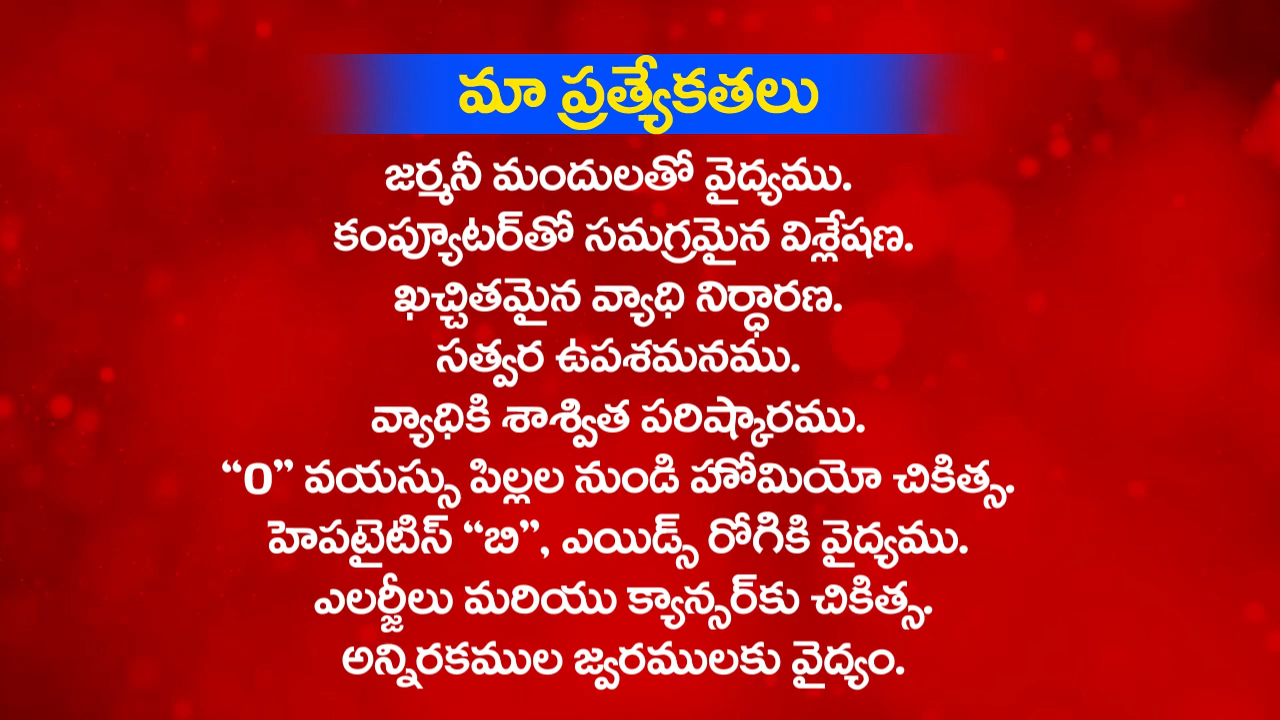 మా ప్రత్యేకతలు
జర్మనీ మందులతో వైద్యము.
కంప్యూటర్‌తో సమగ్రమైన విశ్లేషణ.
ఖచ్చితమైన వ్యాధి నిర్ధారణ.
సత్వర ఉపశమనము.
వ్యాధికి శాశ్విత పరిష్కారము.
“0” వయస్సు పిల్లల నుండి హోమియో చికిత్స.
హెపటైటిస్ “బి”, ఎయిడ్స్ రోగికి వైద్యము.
ఎలర్జీలు మరియు క్యాన్సర్‌కు చికిత్స.
అన్నిరకముల జ్వరములకు వైద్యం.